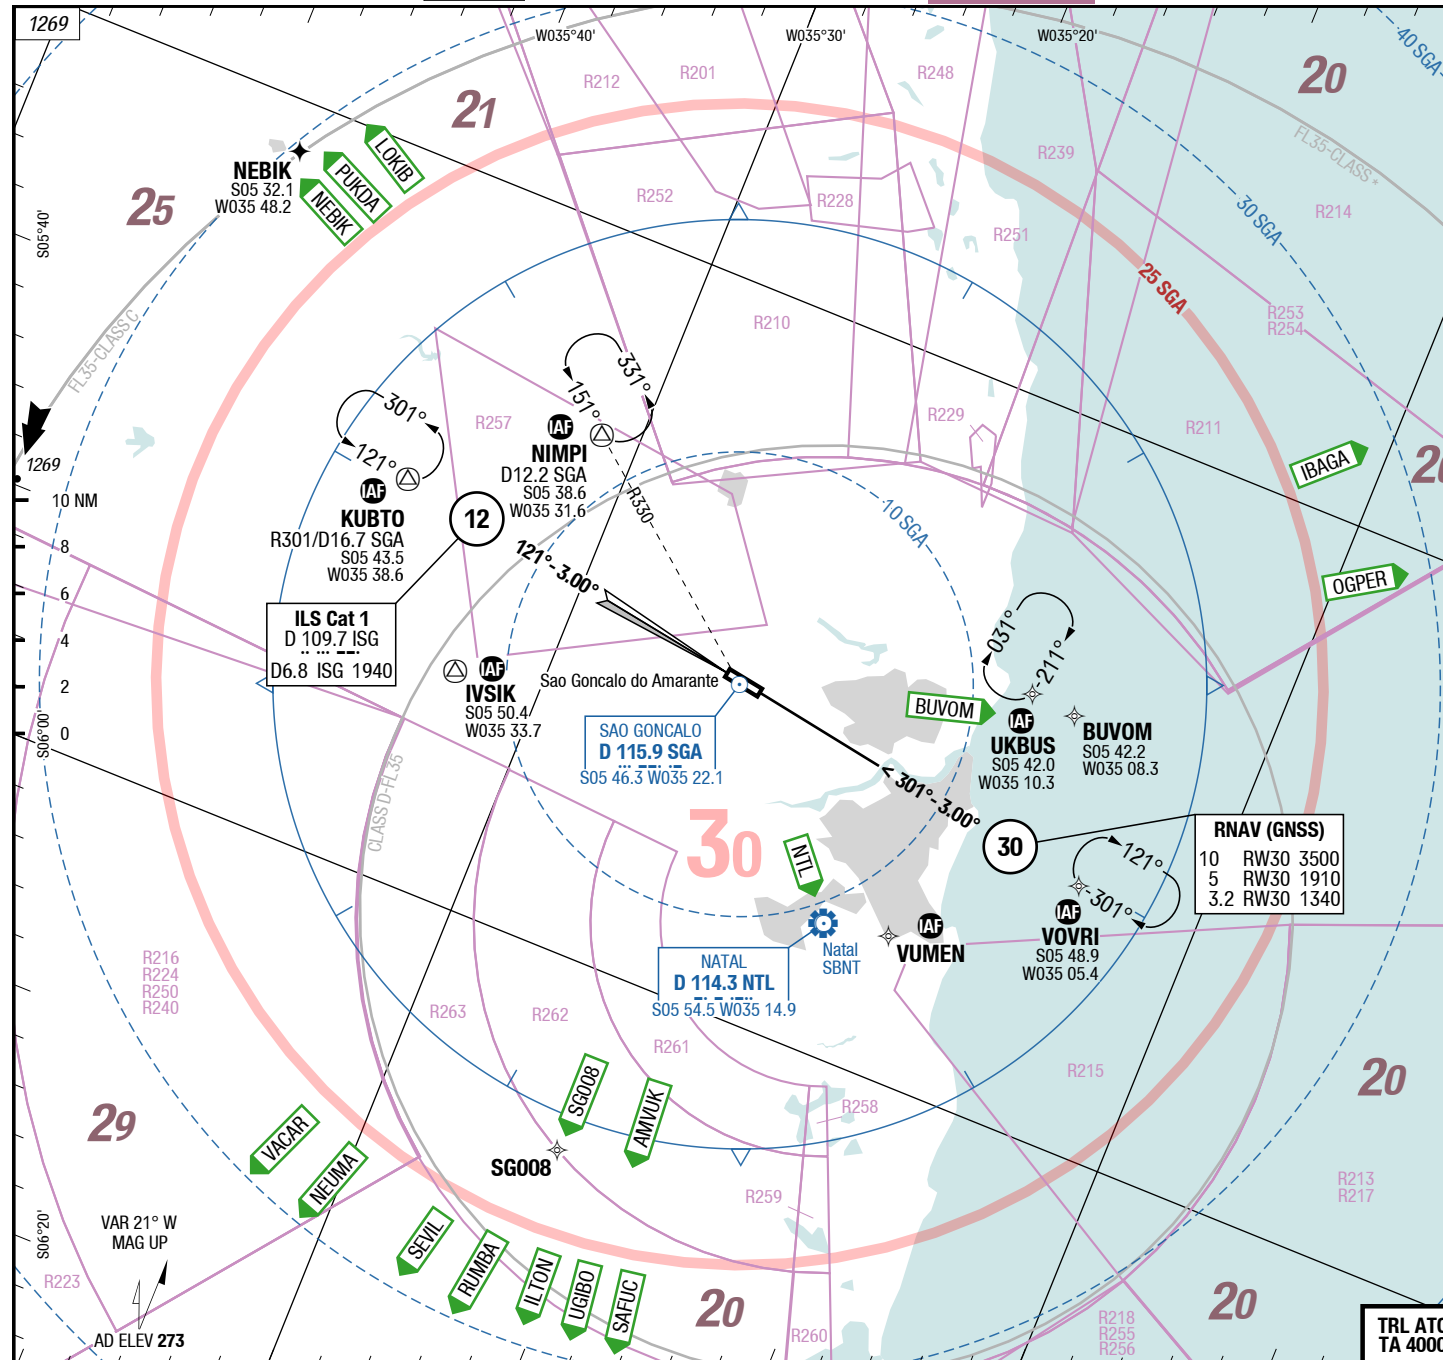 1269
W035°40'
W035°30'
W035°20'
40 SGA
R212
R201
R248
20
21
FL35-CLASS *
R239
LOKIB
PUKDA
NEBIK
NEBIK
S05 32.1
W035 48.2
25
R252
R228
R214
30 SGA
S05°40'
R251
25 SGA
R253
R254
FL35-CLASS C
R210
331°
151°
301°
121°
R257
IAF
NIMPI
D12.2 SGA
S05 38.6
W035 31.6
R229
R211
IBAGA
20
1269
IAF
KUBTO
R301/D16.7 SGA
S05 43.5
W035 38.6
12
R330
10 SGA
10 NM
8
6
4
2
0
121°-3.00°
OGPER
ILS Cat 1
D 109.7 ISG
D6.8 ISG 1940
031°
211°
IAF
IVSIK
S05 50.4
W035 33.7
Sao Goncalo do Amarante
BUVOM
IAF
UKBUS
S05 42.0
W035 10.3
BUVOM
S05 42.2
W035 08.3
S06°00'
SAO GONCALO
D 115.9 SGA
S05 46.3 W035 22.1
CLASS D-FL35
< 301°-3.00°
30
30
RNAV (GNSS)
10 RW30 3500
5 RW30 1910
3.2 RW30 1340
NTL
121°
301°
IAF
VOVRI
S05 48.9
W035 05.4
IAF
VUMEN
Natal
SBNT
NATAL
D 114.3 NTL
S05 54.5 W035 14.9
R216
R224
R250
R240
R263
R262
R261
R215
20
SG008
AMVUK
R258
29
VACAR
NEUMA
SG008
R259
R213
R217
S06°20'
VAR 21° W
MAG UP
SEVIL
RUMBA
ILTON
UGIBO
SAFUC
R223
20
20
AD ELEV 273
R260
R218
R255
R256
TRL ATC
TA 4000